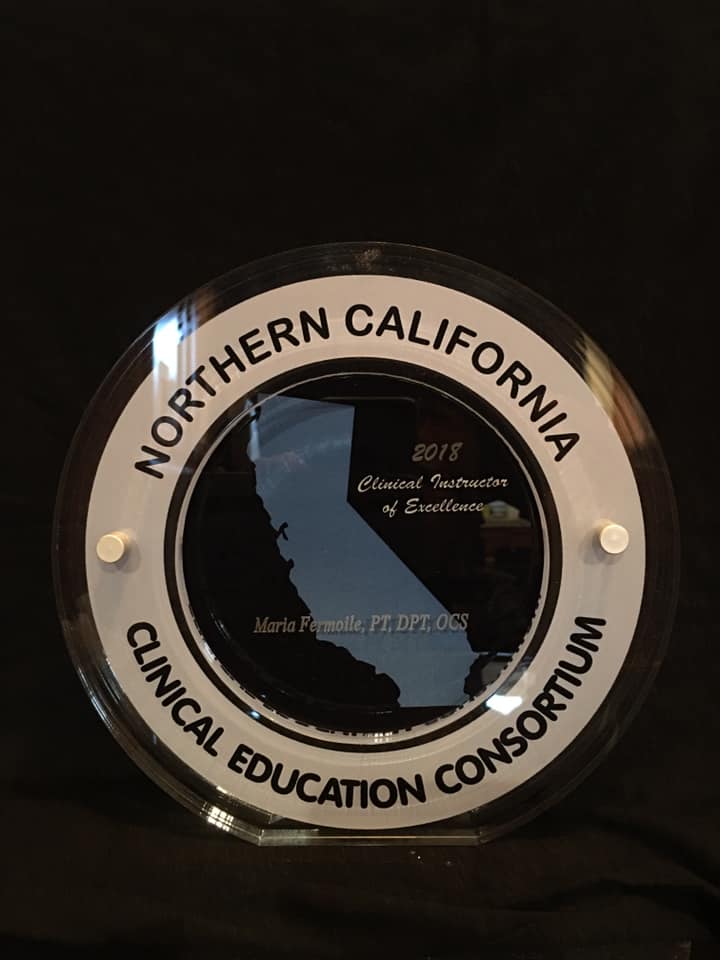 NORTHERN CALIFORNIA
2018
Clinical Instructor
of Excellence
Maria Fermoile, PT, DPT, OCS
CLINICAL EDUCATION CONSORTIUM